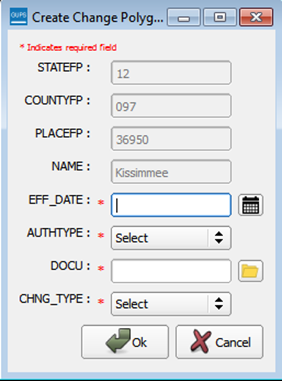 GUPS Create Change Polyg...
* Indicates required field
STATEFP : 12
COUNTYFP : 097
PLACEFP : 36950
NAME : Kissimmee
EFF_DATE : *
AUTHTYPE : * Select
DOCU : *
CHNG_TYPE : * Select
Ok Cancel